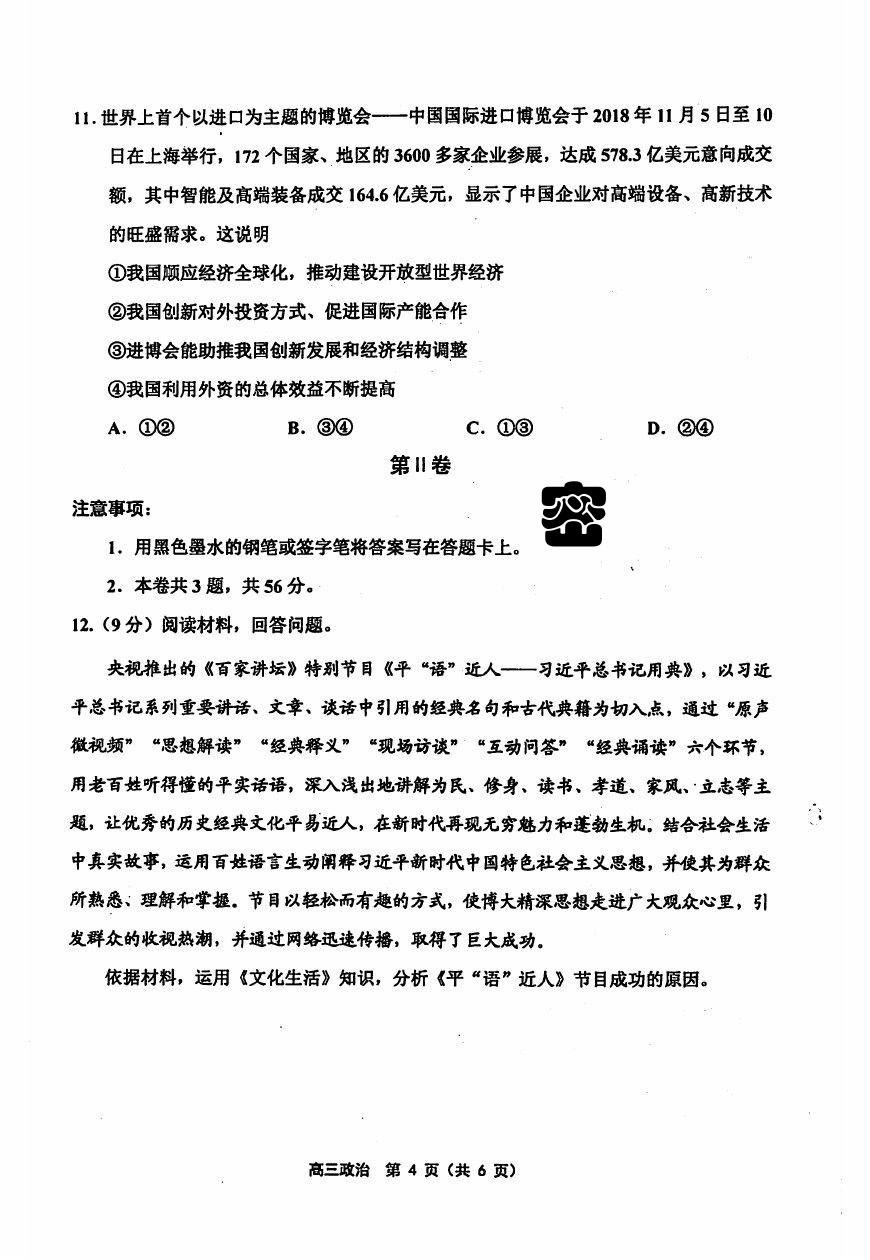 11.世界上首个以进口为主题的博览会——中国国际进口博览会于 2018 年 11 月 5 日至 10
日在上海举行，172 个国家、地区的 3600 多家企业参展，达成 578.3 亿美元意向成交
额，其中智能及高端装备成交 164.6 亿美元，显示了中国企业对高端设备、高新技术
的旺盛需求。这说明
①我国顺应经济全球化，推动建设开放型世界经济
②我国创新对外投资方式、促进国际产能合作
③进博会能助推我国创新发展和经济结构调整
④我国利用外资的总体效益不断提高
A．①② B．③④ C．①③ D．②④
第 II 卷
注意事项：
1．用黑色墨水的钢笔或签字笔将答案写在答题卡上。
2．本卷共 3 题，共 56 分。
12.（9 分）阅读材料，回答问题。
央视推出的《百家讲坛》特别节目《平“语”近人——习近平总书记用典》，以习近
平总书记系列重要讲话、文章、谈话中引用的经典名句和古代典籍为切入点，通过“原声
微视频”“思想解读”“经典释义”“现场访谈”“互动问答”“经典诵读”六个环节，
用老百姓听得懂的平实话语，深入浅出地讲解为民、修身、读书、孝道、家风、立志等主
题，让优秀的历史经典文化平易近人，在新时代再现无穷魅力和蓬勃生机。结合社会生活
中真实故事，运用百姓语言生动阐释习近平新时代中国特色社会主义思想，并使其为群众
所熟悉、理解和掌握。节目以轻松而有趣的方式，使博大精深思想走进广大观众心里，引
发群众的收视热潮，并通过网络迅速传播，取得了巨大成功。
依据材料，运用《文化生活》知识，分析《平“语”近人》节目成功的原因。
高三政治 第 4 页（共 6 页）